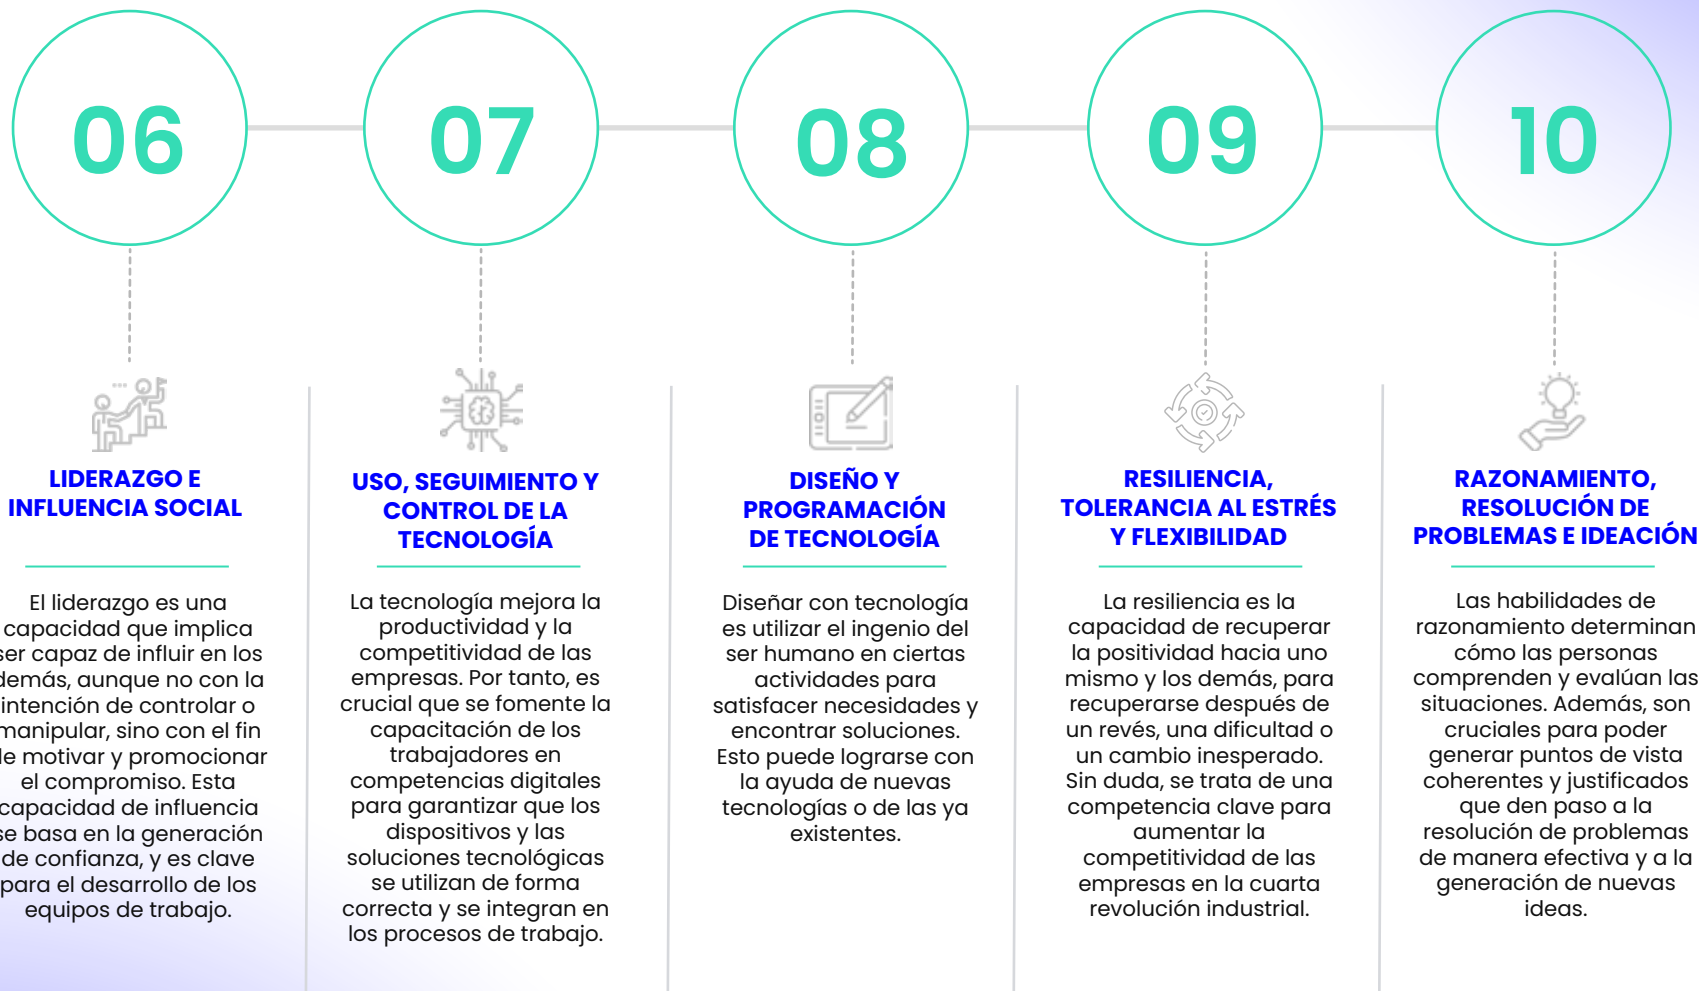 06
07
08
09
10
LIDERAZGO E
INFLUENCIA SOCIAL
El liderazgo es una
capacidad que implica
ser capaz de influir en los
demás, aunque no con la
intención de controlar o
manipular, sino con el fin
de motivar y promocionar
el compromiso. Esta
capacidad de influencia
se basa en la generación
de confianza, y es clave
para el desarrollo de los
equipos de trabajo.
USO, SEGUIMIENTO Y
CONTROL DE LA
TECNOLOGÍA
La tecnología mejora la
productividad y la
competitividad de las
empresas. Por tanto, es
crucial que se fomente la
capacitación de los
trabajadores en
competencias digitales
para garantizar que los
dispositivos y las
soluciones tecnológicas
se utilizan de forma
correcta y se integran en
los procesos de trabajo.
DISEÑO Y
PROGRAMACIÓN
DE TECNOLOGÍA
Diseñar con tecnología
es utilizar el ingenio del
ser humano en ciertas
actividades para
satisfacer necesidades y
encontrar soluciones.
Esto puede lograrse con
la ayuda de nuevas
tecnologías o de las ya
existentes.
RESILIENCIA,
TOLERANCIA AL ESTRÉS
Y FLEXIBILIDAD
La resiliencia es la
capacidad de recuperar
la positividad hacia uno
mismo y los demás, para
recuperarse después de
un revés, una dificultad o
un cambio inesperado.
Sin duda, se trata de una
competencia clave para
aumentar la
competitividad de las
empresas en la cuarta
revolución industrial.
RAZONAMIENTO,
RESOLUCIÓN DE
PROBLEMAS E IDEACIÓN
Las habilidades de
razonamiento determinan
cómo las personas
comprenden y evalúan las
situaciones. Además, son
cruciales para poder
generar puntos de vista
coherentes y justificados
que den paso a la
resolución de problemas
de manera efectiva y a la
generación de nuevas
ideas.